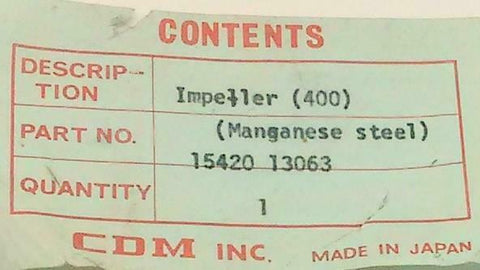 CONTENTS
DESCRIP-
TION
Impeller (400)
PART NO.
(Manganese steel)
15420 13063
QUANTITY
1
CDM INC. MADE IN JAPAN